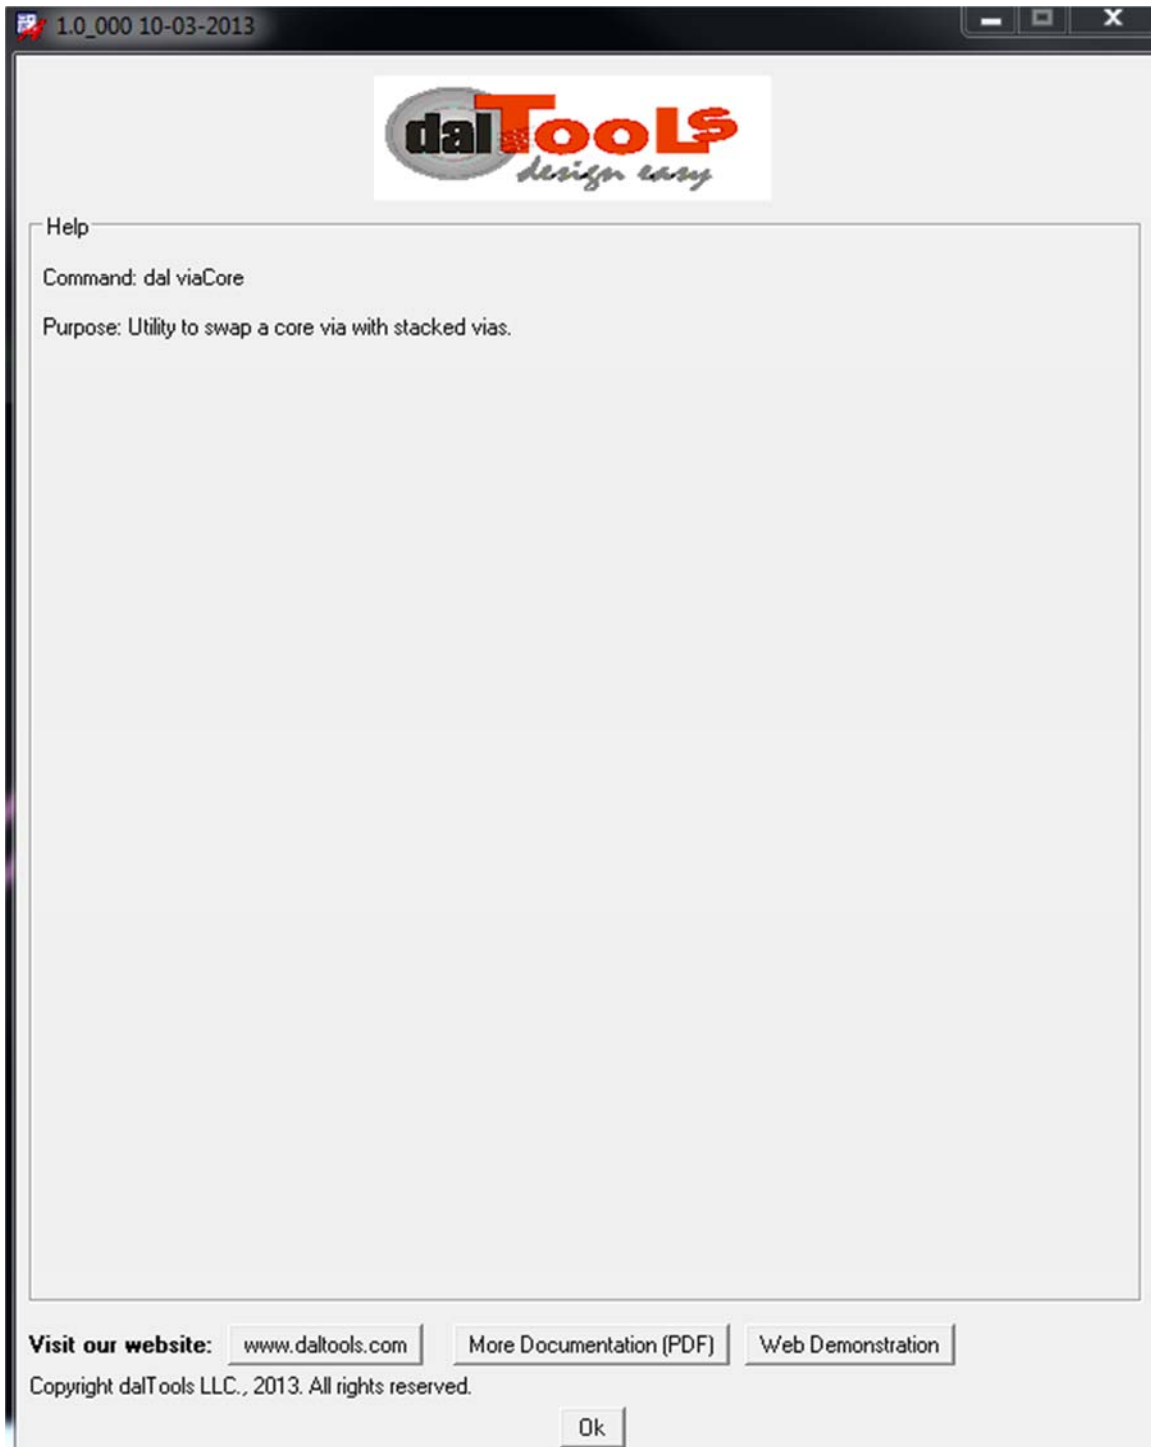 1.0_000 10-03-2013
dalTooLS
design easy
Help
Command: dal viaCore
Purpose: Utility to swap a core via with stacked vias.
Visit our website: www.daltools.com More Documentation (PDF) Web Demonstration
Copyright dalTools LLC., 2013. All rights reserved.
Ok